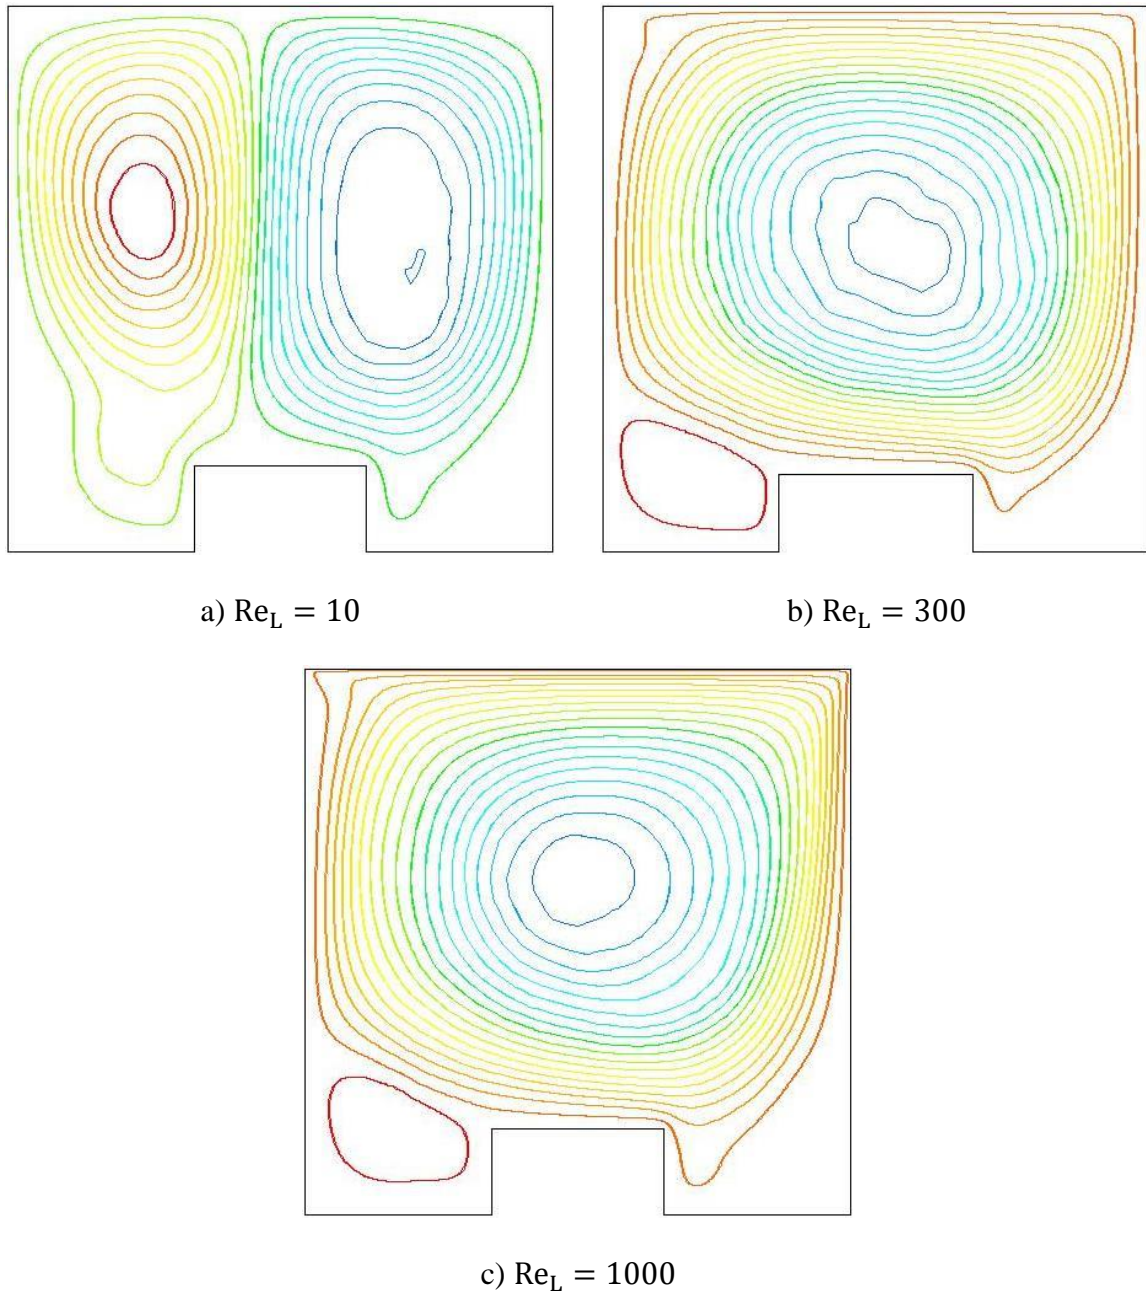 a) Re_L = 10
b) Re_L = 300
c) Re_L = 1000